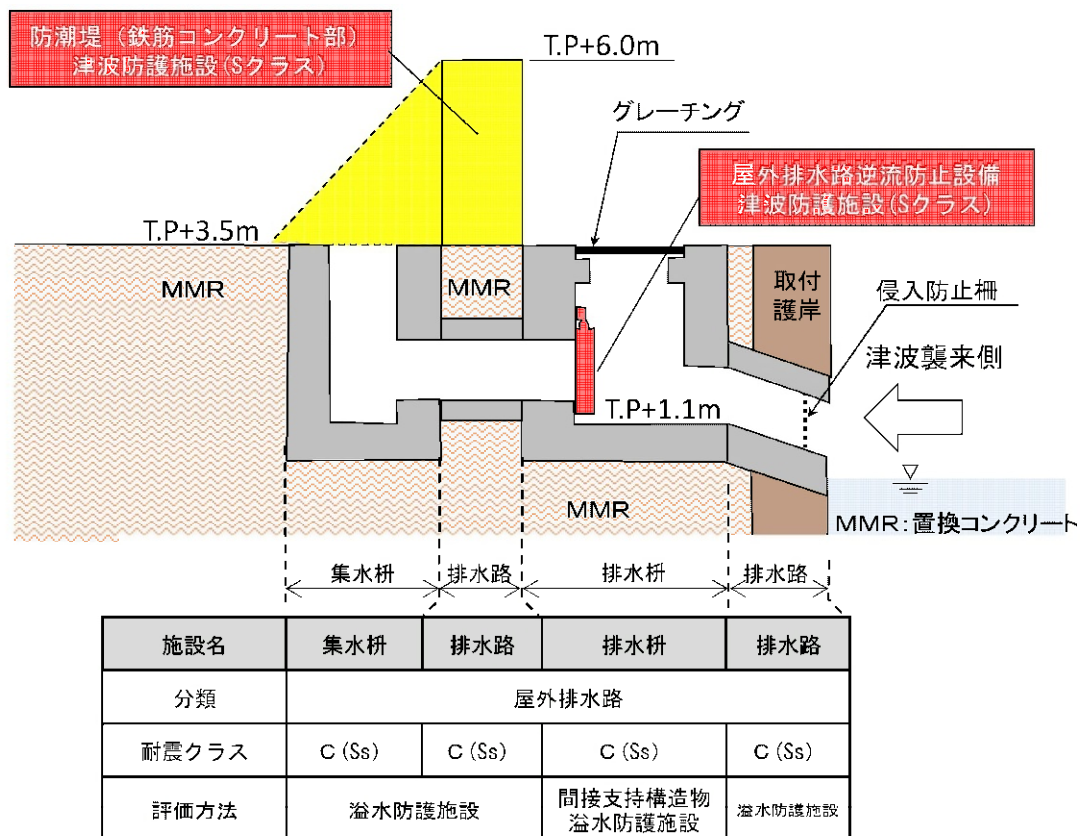 防潮堤（鉄筋コンクリート部）
津波防護施設(Sクラス)
T.P+6.0m
グレーチング
屋外排水路逆流防止設備
津波防護施設(Sクラス)
T.P+3.5m
MMR
MMR
取付
護岸
侵入防止柵
津波襲来側
T.P+1.1m
MMR
MMR：置換コンクリート
集水枡
排水路
排水枡
排水路
施設名 集水枡 排水路 排水枡 排水路
分類 屋外排水路
耐震クラス C (Ss) C (Ss) C (Ss) C (Ss)
評価方法 溢水防護施設 間接支持構造物 溢水防護施設
溢水防護施設